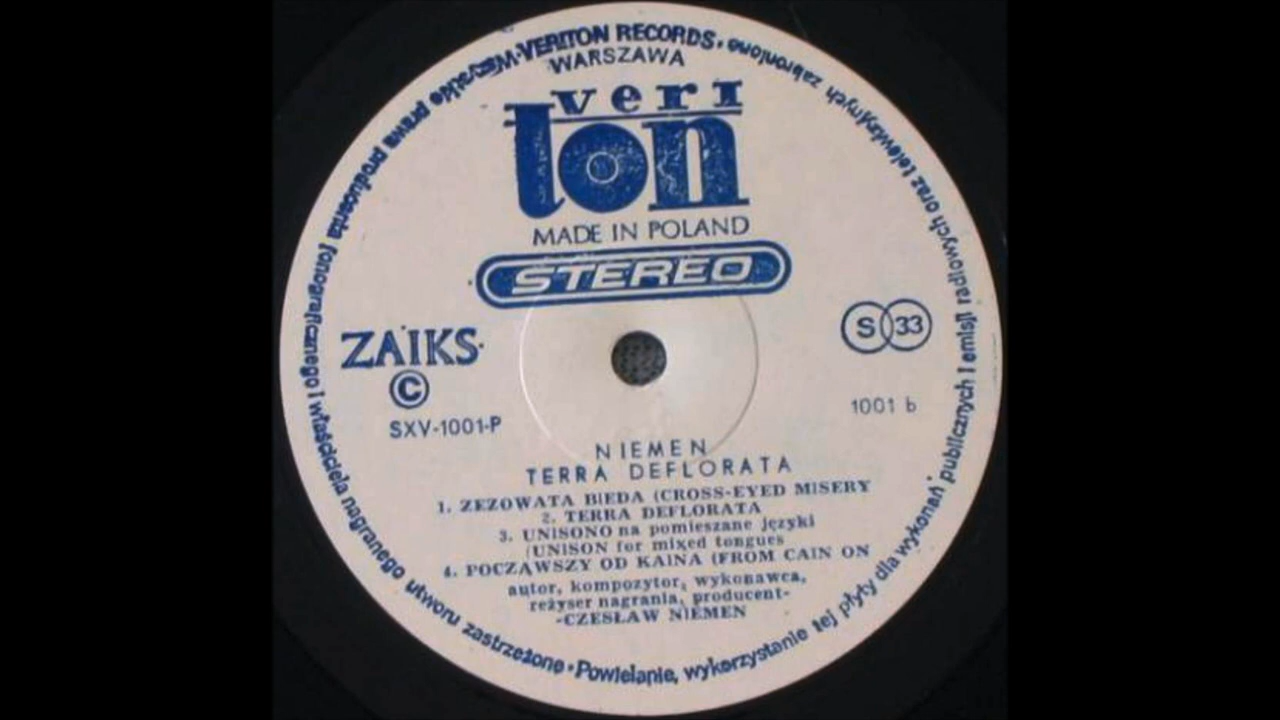 VERITON RECORDS
WARSZAWA
veri
ton
MADE IN POLAND
STEREO
ZAIKS
©
SXV-1001-P
S 33
1001 b
NIEMEN
TERRA DEFLORATA
1. ZEZOWATA BIEDA (CROSS-EYED MISERY
2. TERRA DEFLORATA
3. UNISONO na pomieszane języki
(UNISON for mixed tongues
4. POCZĄWSZY OD KAINA (FROM CAIN ON
autor, kompozytor, wykonawca,
reżyser nagrania, producent-
-CZESŁAW NIEMEN
Wszystkie prawa producenta fonograficznego i właściciela nagranego utworu zastrzeżone • Powielanie, wykorzystanie tej płyty dla wykonań publicznych i emisji radiowych oraz telewizyjnych zabronione